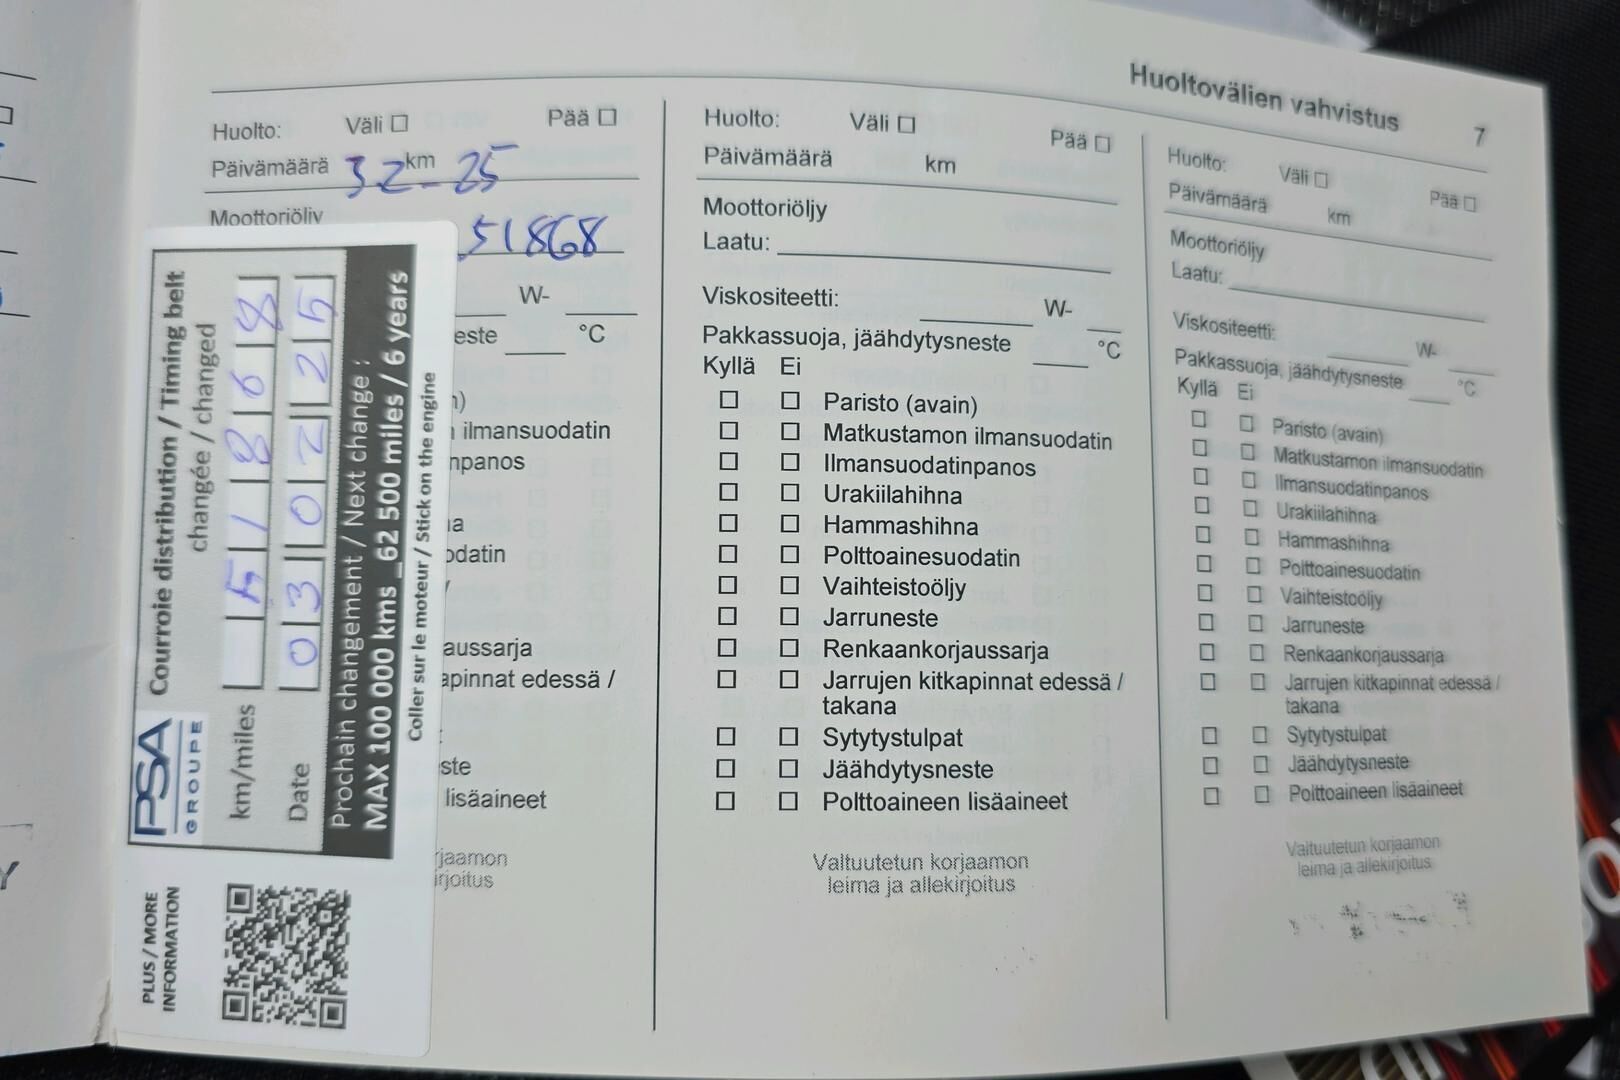 Huoltovälien vahvistus 7
Huolto: Väli Pää
Päivämäärä 3 2 - 25 km
Moottoriöljy
51868
W-
este °C
ilmansuodatin
npanos
na
odatin
aussarja
apinnat edessä /
ste
lisäaineet
rjaamon
irjoitus
PSA
GROUPE
Courroie distribution / Timing belt
changée / changed
km/miles 51868
Date 03 02 25
Prochain changement / Next change :
MAX 100 000 kms _62 500 miles / 6 years
Coller sur le moteur / Stick on the engine
PLUS / MORE
INFORMATION
Huolto: Väli Pää
Päivämäärä km
Moottoriöljy
Laatu:
Viskositeetti: W-
Pakkassuoja, jäähdytysneste °C
Kyllä Ei
Paristo (avain)
Matkustamon ilmansuodatin
Ilmansuodatinpanos
Urakiilahihna
Hammashihna
Polttoainesuodatin
Vaihteistoöljy
Jarruneste
Renkaankorjaussarja
Jarrujen kitkapinnat edessä /
takana
Sytytystulpat
Jäähdytysneste
Polttoaineen lisäaineet
Valtuutetun korjaamon
leima ja allekirjoitus
Huolto: Väli Pää
Päivämäärä km
Moottoriöljy
Laatu:
Viskositeetti: W-
Pakkassuoja, jäähdytysneste °C
Kyllä Ei
Paristo (avain)
Matkustamon ilmansuodatin
Ilmansuodatinpanos
Urakiilahihna
Hammashihna
Polttoainesuodatin
Vaihteistoöljy
Jarruneste
Renkaankorjaussarja
Jarrujen kitkapinnat edessä /
takana
Sytytystulpat
Jäähdytysneste
Polttoaineen lisäaineet
Valtuutetun korjaamon
leima ja allekirjoitus